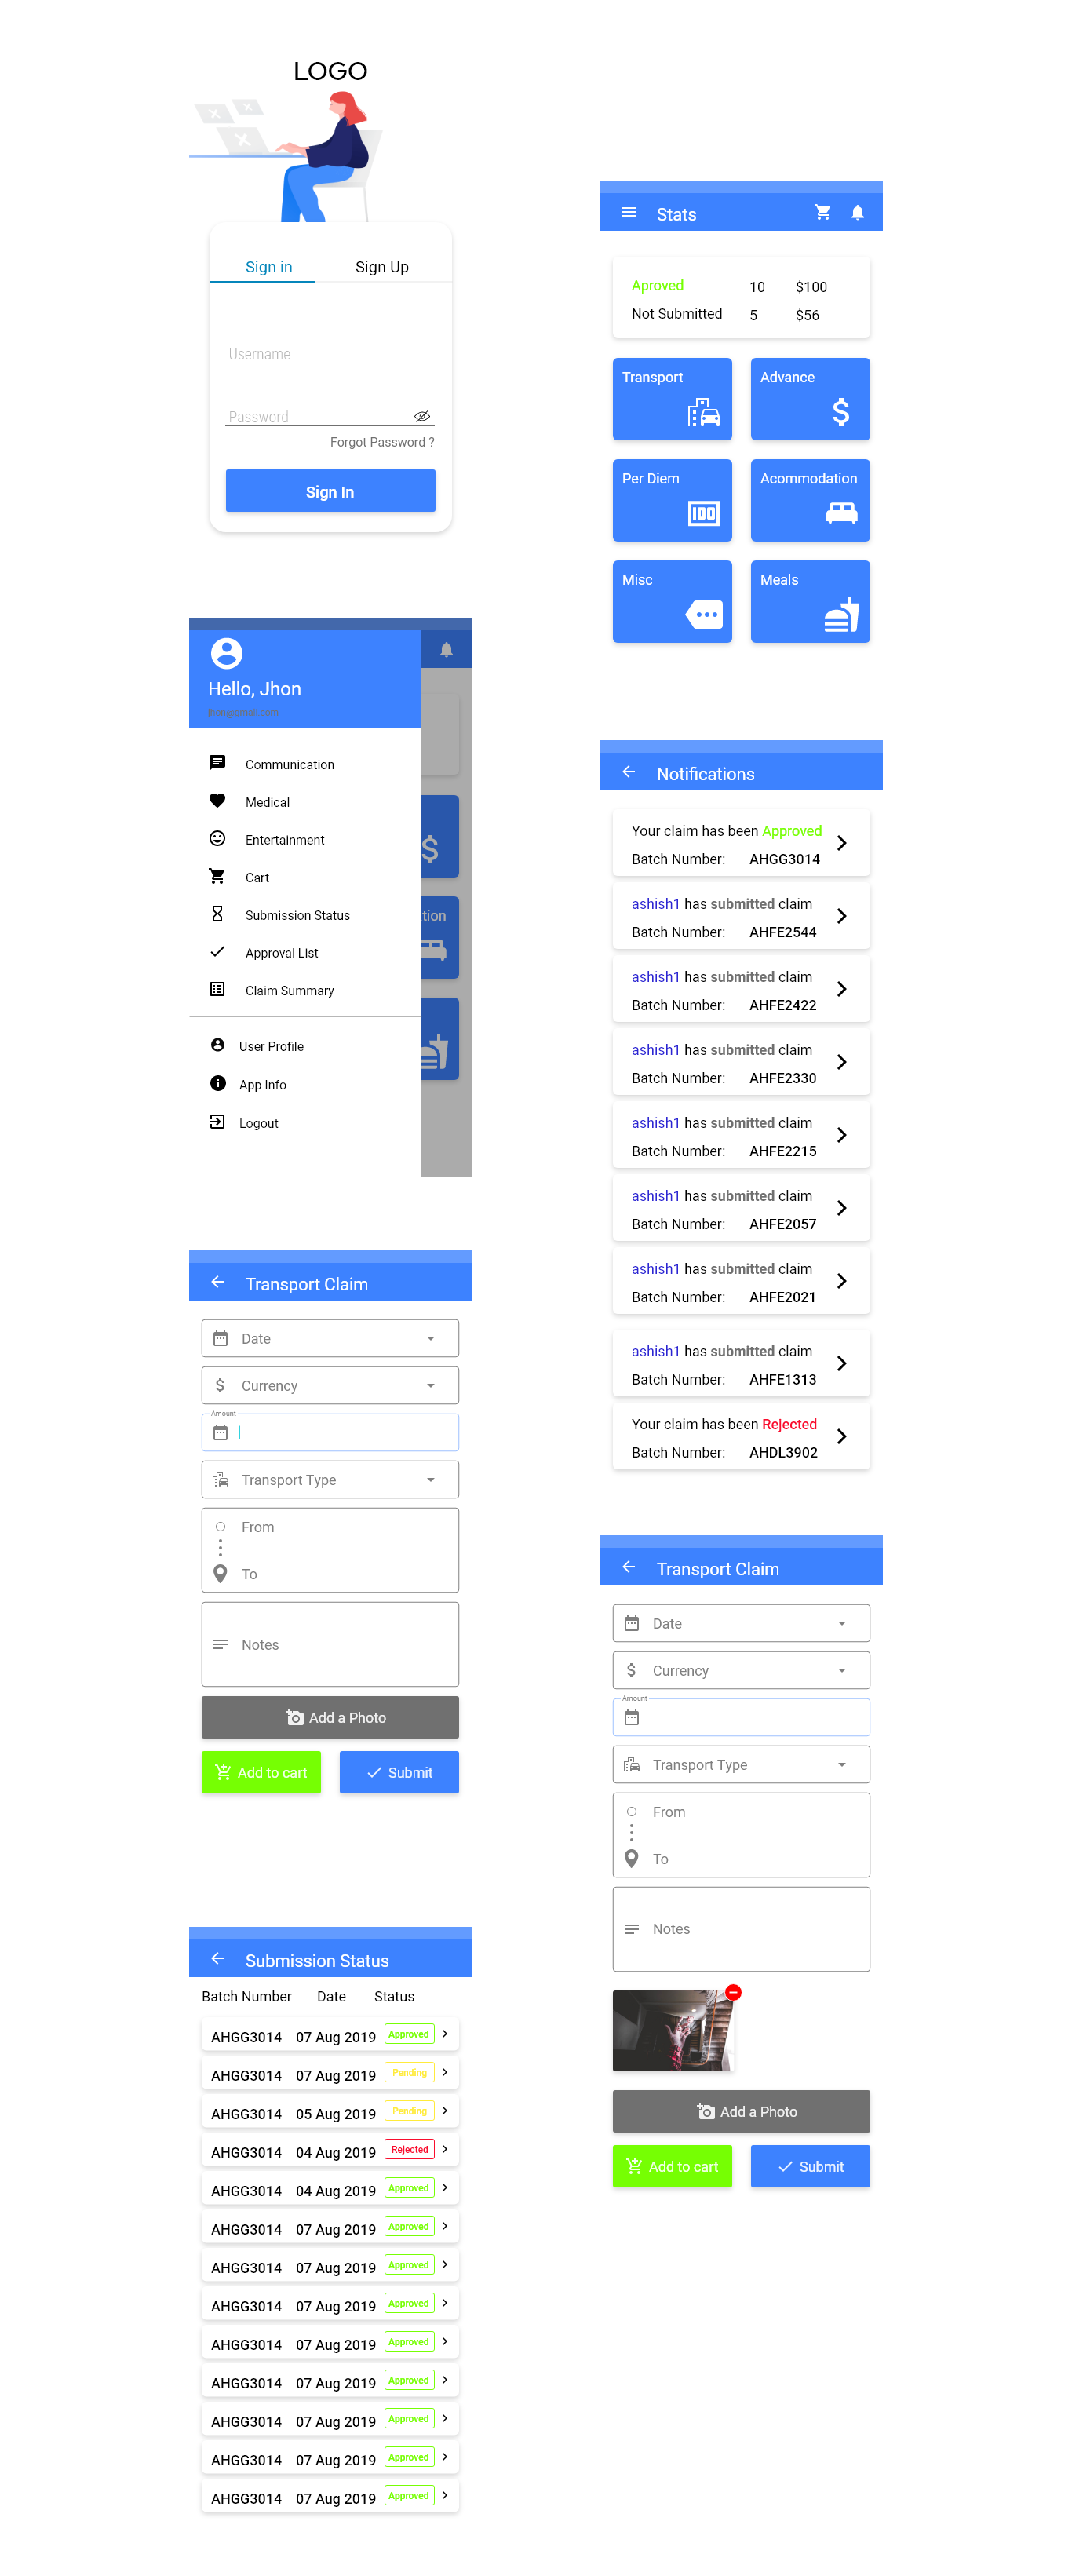 LOGO
Sign in Sign Up
Username
Password
Forgot Password ?
Sign In
Stats
Aproved 10 $100
Not Submitted 5 $56
Transport Advance
Per Diem Acommodation
100
Misc Meals
Hello, Jhon
Communication
Medical
Entertainment
Cart
tion
Submission Status
Approval List
Claim Summary
User Profile
App Info
Logout
Notifications
Your claim has been Approved
Batch Number: AHGG3014
ashish1 has submitted claim
Batch Number: AHFE2544
ashish1 has submitted claim
Batch Number: AHFE2422
ashish1 has submitted claim
Batch Number: AHFE2330
ashish1 has submitted claim
Batch Number: AHFE2215
ashish1 has submitted claim
Batch Number: AHFE2057
ashish1 has submitted claim
Batch Number: AHFE2021
ashish1 has submitted claim
Batch Number: AHFE1313
Your claim has been Rejected
Batch Number: AHDL3902
Transport Claim
Date
Currency
Amount
Transport Type
From
To
Notes
Add a Photo
Add to cart Submit
Transport Claim
Date
Currency
Amount
Transport Type
From
To
Notes
Add a Photo
Add to cart Submit
Submission Status
Batch Number Date Status
AHGG3014 07 Aug 2019 Approved
AHGG3014 07 Aug 2019 Pending
AHGG3014 05 Aug 2019 Pending
AHGG3014 04 Aug 2019 Rejected
AHGG3014 04 Aug 2019 Approved
AHGG3014 07 Aug 2019 Approved
AHGG3014 07 Aug 2019 Approved
AHGG3014 07 Aug 2019 Approved
AHGG3014 07 Aug 2019 Approved
AHGG3014 07 Aug 2019 Approved
AHGG3014 07 Aug 2019 Approved
AHGG3014 07 Aug 2019 Approved
AHGG3014 07 Aug 2019 Approved